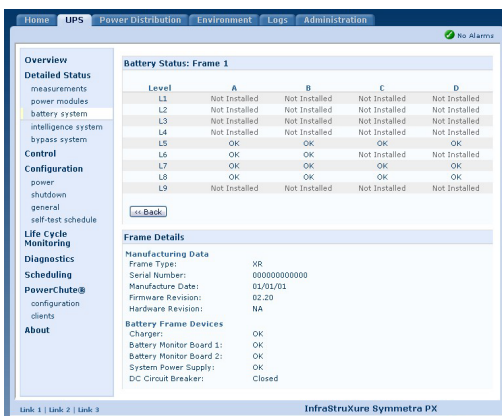 Home UPS Power Distribution Environment Logs Administration
No Alarms
Overview
Detailed Status
measurements
power modules
battery system
intelligence system
bypass system
Control
Configuration
power
shutdown
general
self-test schedule
Life Cycle
Monitoring
Diagnostics
Scheduling
PowerChute®
configuration
clients
About
Battery Status: Frame 1
Level A B C D
L1 Not Installed Not Installed Not Installed Not Installed
L2 Not Installed Not Installed Not Installed Not Installed
L3 Not Installed Not Installed Not Installed Not Installed
L4 Not Installed Not Installed Not Installed Not Installed
L5 OK OK OK OK
L6 OK OK Not Installed Not Installed
L7 OK OK OK OK
L8 OK OK OK OK
L9 Not Installed Not Installed Not Installed Not Installed
<< Back
Frame Details
Manufacturing Data
Frame Type: XR
Serial Number: 000000000000
Manufacture Date: 01/01/01
Firmware Revision: 02.20
Hardware Revision: NA
Battery Frame Devices
Charger: OK
Battery Monitor Board 1: OK
Battery Monitor Board 2: OK
System Power Supply: OK
DC Circuit Breaker: Closed
Link 1 | Link 2 | Link 3
InfraStruXure Symmetra PX